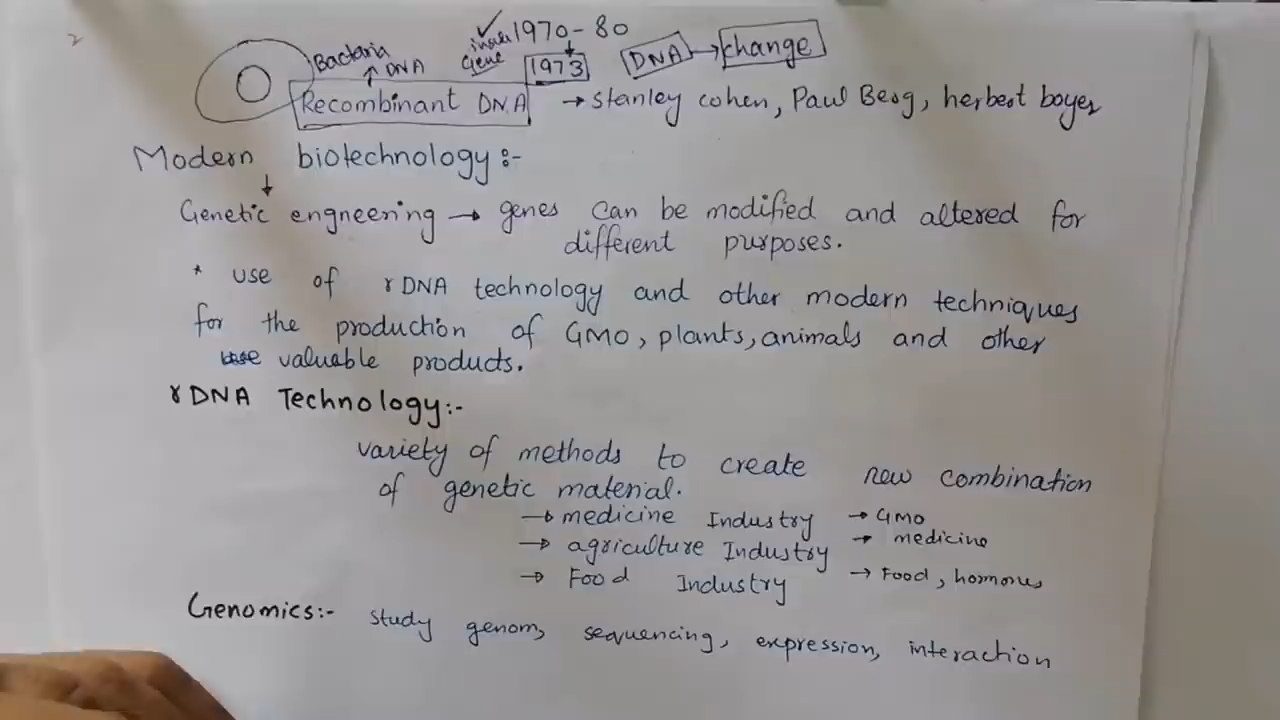 2
1970-80
Bacteria
DNA
insert
Gene
1973
DNA → change
Recombinant DNA → Stanley cohen, Paul Berg, herbert boyer
Modern biotechnology:-
Genetic engneering → genes can be modified and altered for
different purposes.
* use of rDNA technology and other modern techniques
for the production of GMO, plants, animals and other
valuable products.
rDNA Technology:-
variety of methods to create new combination
of genetic material.
→ medicine Industry → GMO
→ agriculture Industry → medicine
→ Food Industry → Food, hormones
Genomics:- study genom, sequencing, expression, interaction